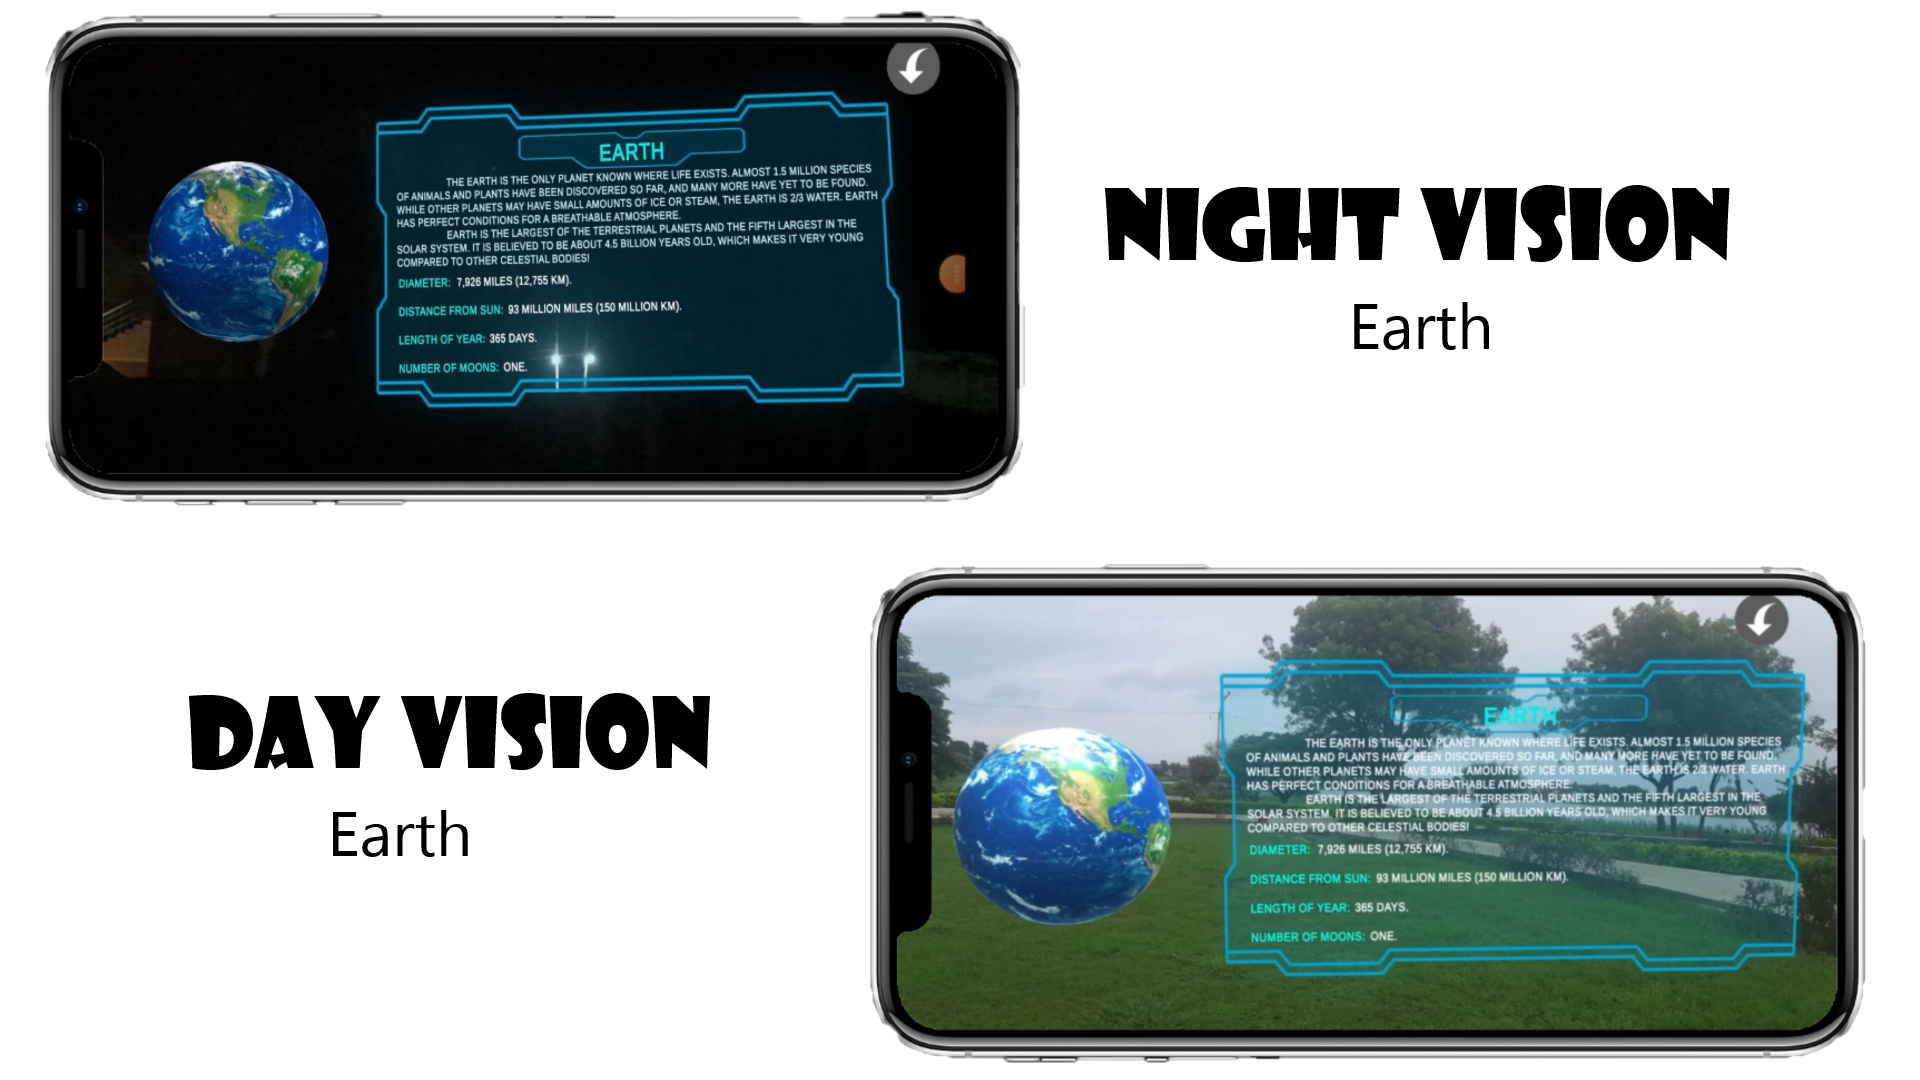 EARTH
THE EARTH IS THE ONLY PLANET KNOWN WHERE LIFE EXISTS. ALMOST 1.5 MILLION SPECIES
OF ANIMALS AND PLANTS HAVE BEEN DISCOVERED SO FAR, AND MANY MORE HAVE YET TO BE FOUND.
WHILE OTHER PLANETS MAY HAVE SMALL AMOUNTS OF ICE OR STEAM, THE EARTH IS 2/3 WATER. EARTH
HAS PERFECT CONDITIONS FOR A BREATHABLE ATMOSPHERE.
EARTH IS THE LARGEST OF THE TERRESTRIAL PLANETS AND THE FIFTH LARGEST IN THE
SOLAR SYSTEM. IT IS BELIEVED TO BE ABOUT 4.5 BILLION YEARS OLD, WHICH MAKES IT VERY YOUNG
COMPARED TO OTHER CELESTIAL BODIES!
DIAMETER: 7,926 MILES (12,755 KM).
DISTANCE FROM SUN: 93 MILLION MILES (150 MILLION KM).
LENGTH OF YEAR: 365 DAYS.
NUMBER OF MOONS: ONE.
NIGHT VISION
Earth
DAY VISION
Earth
EARTH
THE EARTH IS THE ONLY PLANET KNOWN WHERE LIFE EXISTS. ALMOST 1.5 MILLION SPECIES
OF ANIMALS AND PLANTS HAVE BEEN DISCOVERED SO FAR, AND MANY MORE HAVE YET TO BE FOUND.
WHILE OTHER PLANETS MAY HAVE SMALL AMOUNTS OF ICE OR STEAM, THE EARTH IS 2/3 WATER. EARTH
HAS PERFECT CONDITIONS FOR A BREATHABLE ATMOSPHERE.
EARTH IS THE LARGEST OF THE TERRESTRIAL PLANETS AND THE FIFTH LARGEST IN THE
SOLAR SYSTEM. IT IS BELIEVED TO BE ABOUT 4.5 BILLION YEARS OLD, WHICH MAKES IT VERY YOUNG
COMPARED TO OTHER CELESTIAL BODIES!
DIAMETER: 7,926 MILES (12,755 KM).
DISTANCE FROM SUN: 93 MILLION MILES (150 MILLION KM).
LENGTH OF YEAR: 365 DAYS.
NUMBER OF MOONS: ONE.